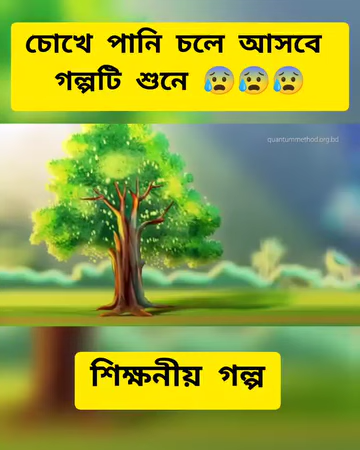 চোখে পানি চলে আসবে
গল্পটি শুনে 😰😰😰
quantummethod.org.bd
শিক্ষনীয় গল্প